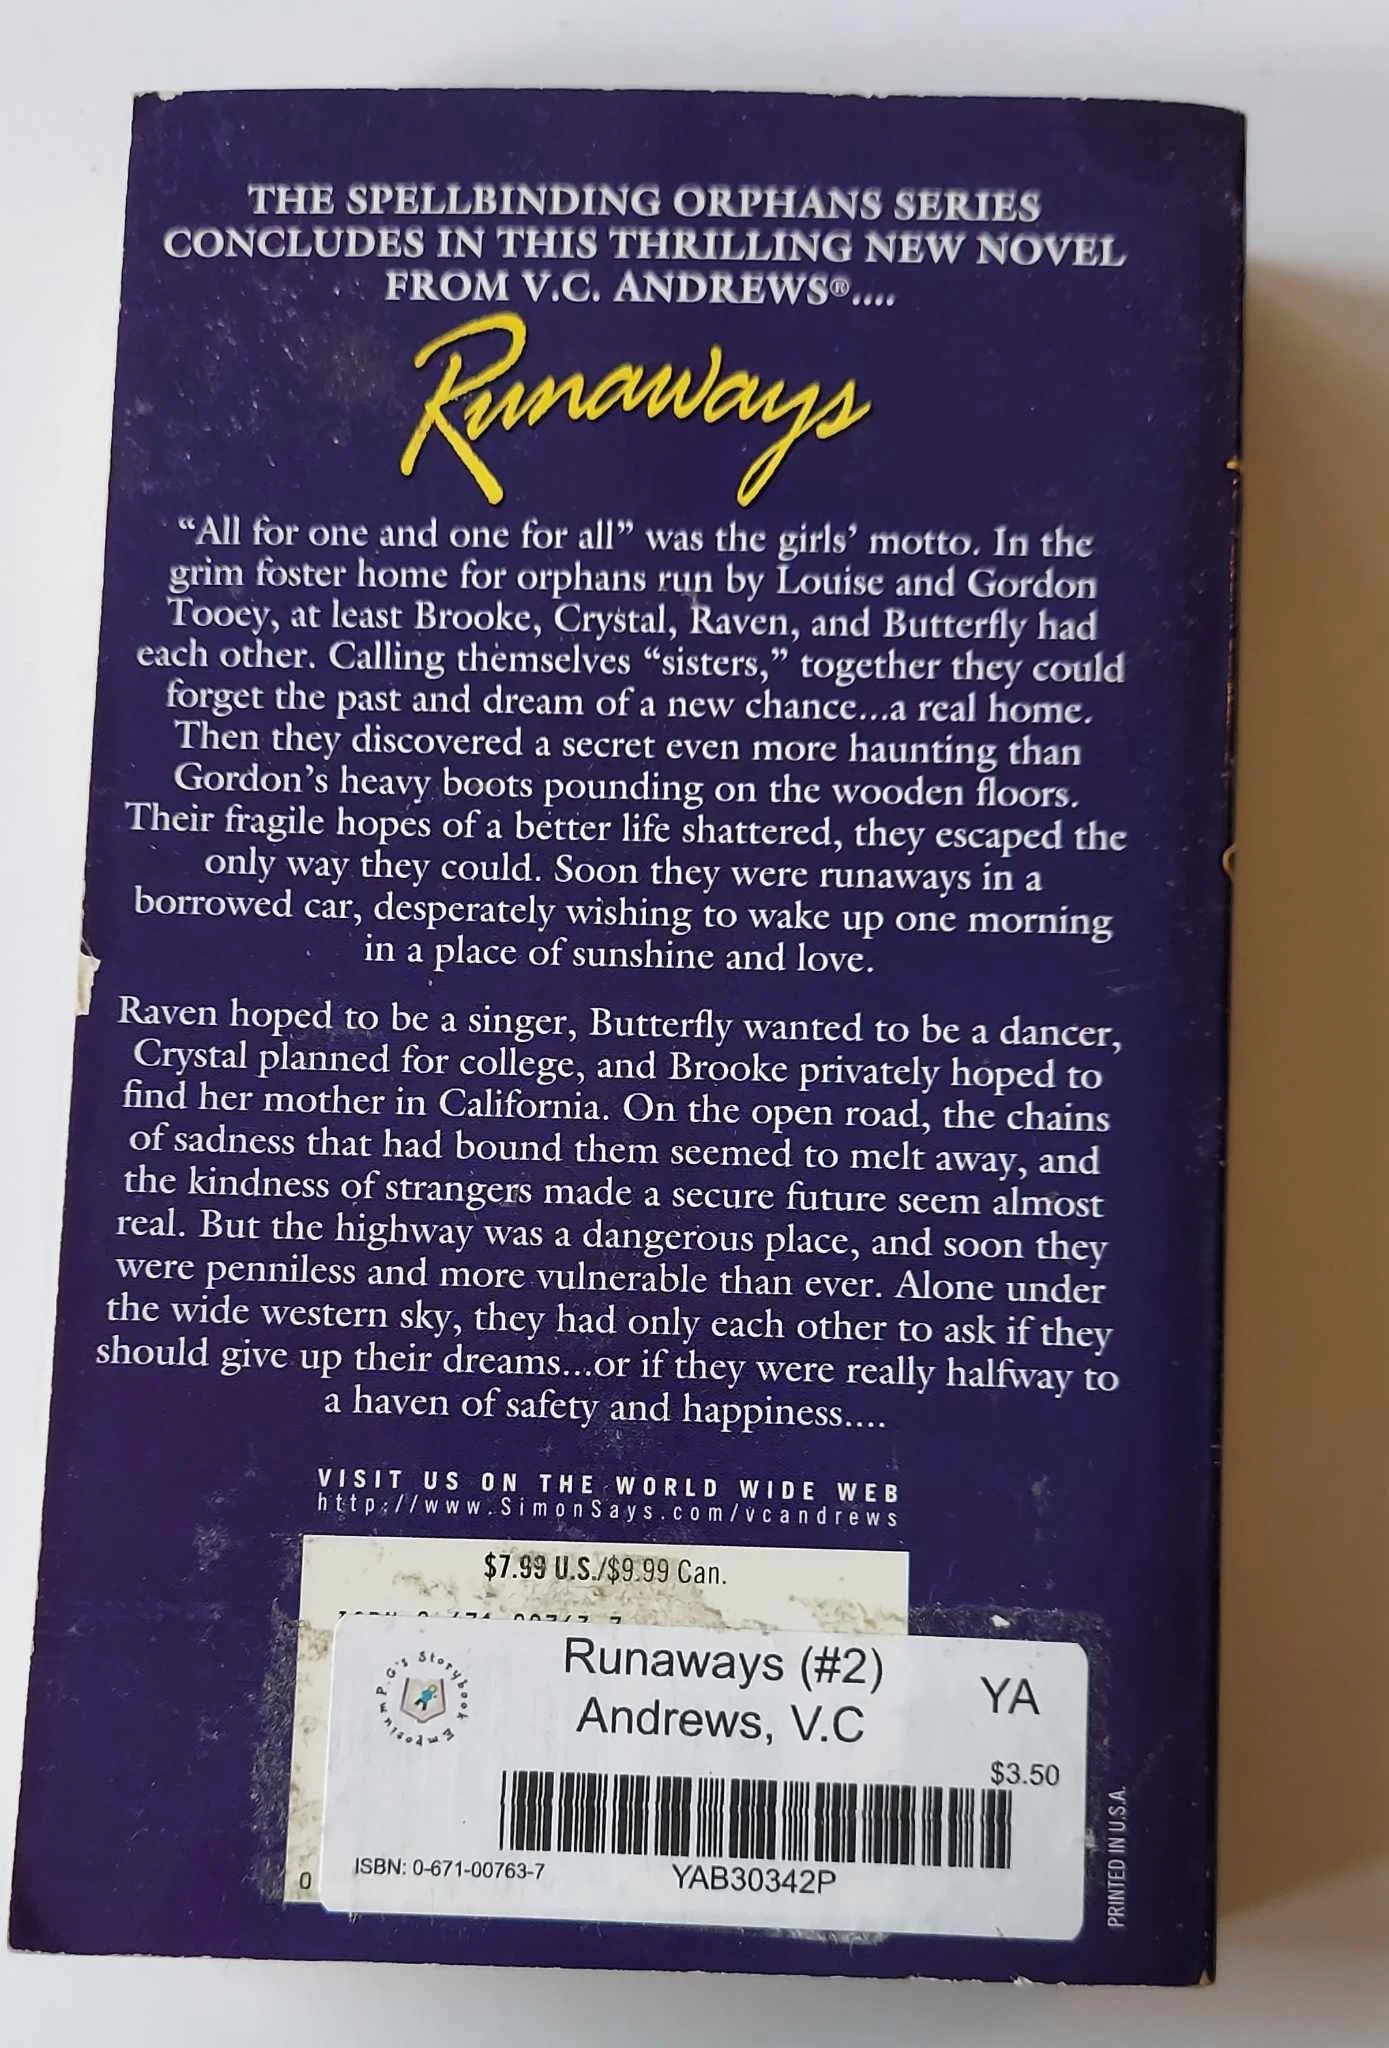 THE SPELLBINDING ORPHANS SERIES
CONCLUDES IN THIS THRILLING NEW NOVEL
FROM V.C. ANDREWS®....
Runaways
“All for one and one for all” was the girls’ motto. In the
grim foster home for orphans run by Louise and Gordon
Tooey, at least Brooke, Crystal, Raven, and Butterfly had
each other. Calling themselves “sisters,” together they could
forget the past and dream of a new chance...a real home.
Then they discovered a secret even more haunting than
Gordon’s heavy boots pounding on the wooden floors.
Their fragile hopes of a better life shattered, they escaped the
only way they could. Soon they were runaways in a
borrowed car, desperately wishing to wake up one morning
in a place of sunshine and love.
Raven hoped to be a singer, Butterfly wanted to be a dancer,
Crystal planned for college, and Brooke privately hoped to
find her mother in California. On the open road, the chains
of sadness that had bound them seemed to melt away, and
the kindness of strangers made a secure future seem almost
real. But the highway was a dangerous place, and soon they
were penniless and more vulnerable than ever. Alone under
the wide western sky, they had only each other to ask if they
should give up their dreams...or if they were really halfway to
a haven of safety and happiness....
VISIT US ON THE WORLD WIDE WEB
http://www.SimonSays.com/vcandrews
$7.99 U.S./$9.99 Can.
P.G's Storybook Emporium
Runaways (#2)
Andrews, V.C
YA
$3.50
ISBN: 0-671-00763-7
YAB30342P
0
PRINTED IN U.S.A.